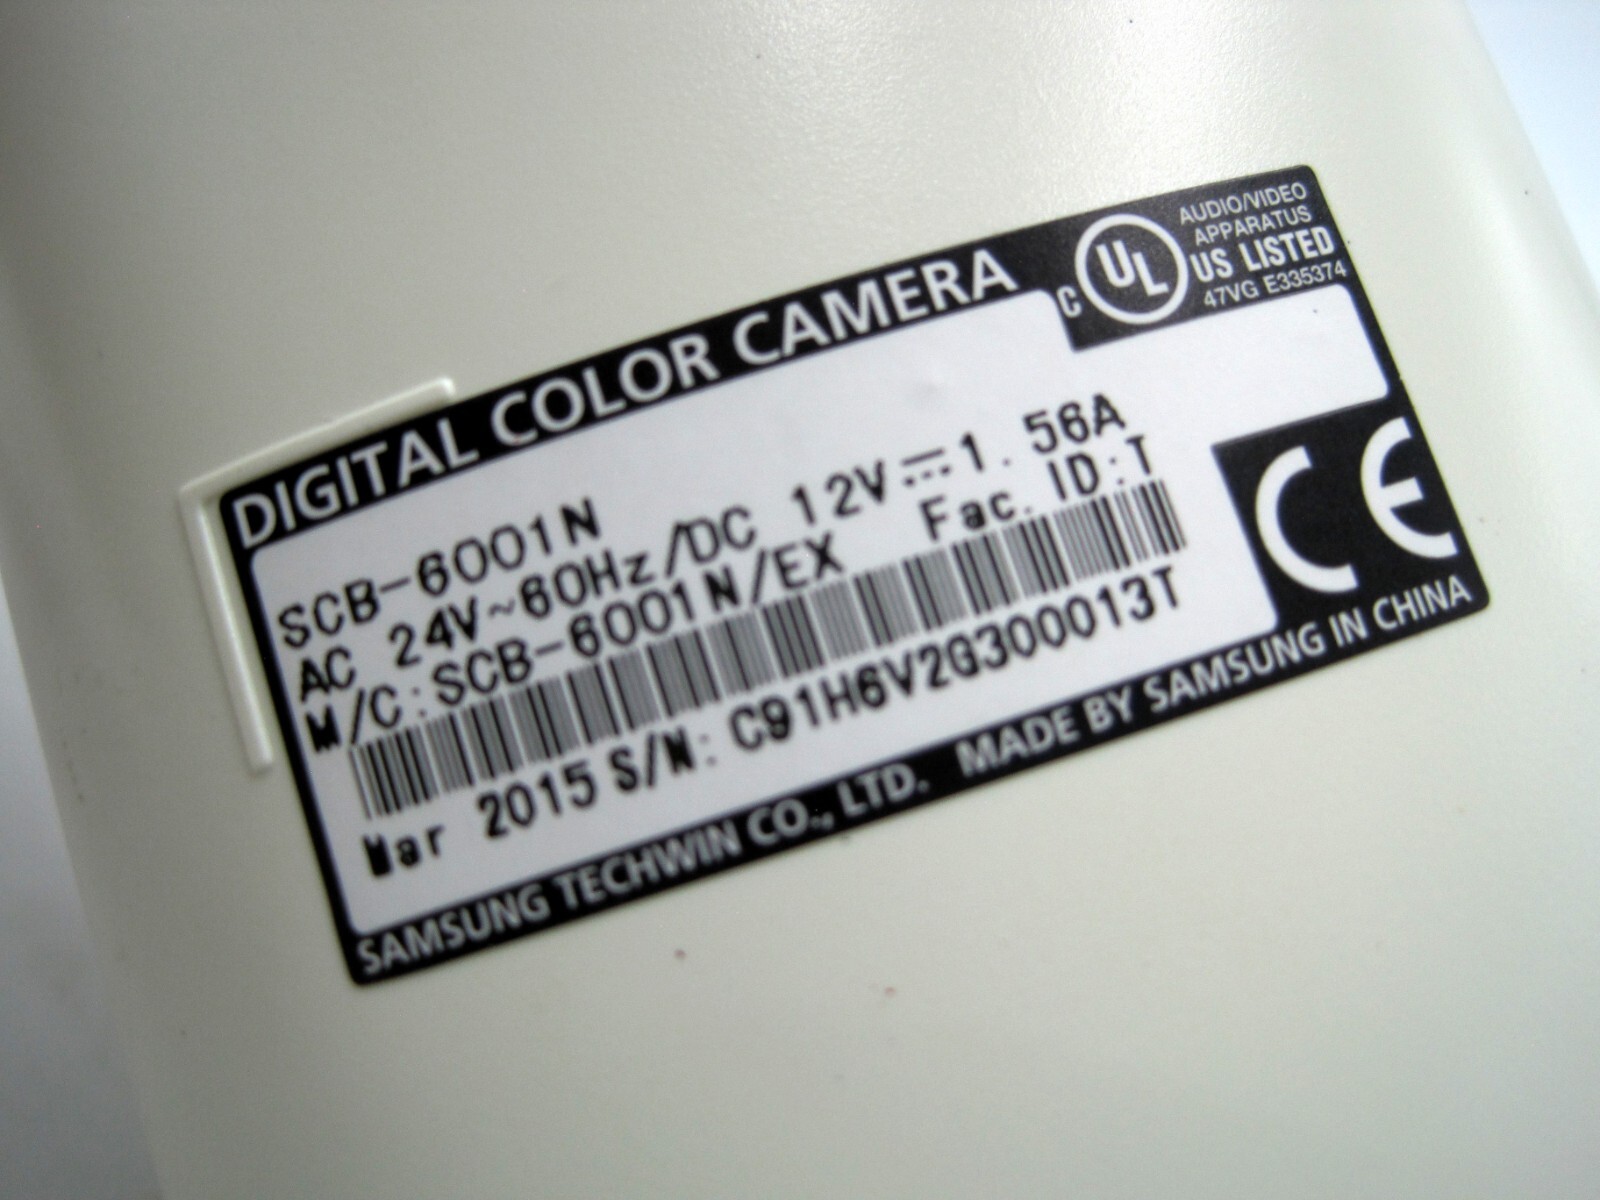 DIGITAL COLOR CAMERA
C UL US LISTED
AUDIO/VIDEO
APPARATUS
47VG E335374
SCB-6001N
AC 24V~60Hz/DC 12V⎓1.56A
M/C:SCB-6001N/EX Fac. ID:T
Mar 2015 S/N: C91H6V2G300013T
CE
SAMSUNG TECHWIN CO., LTD. MADE BY SAMSUNG IN CHINA